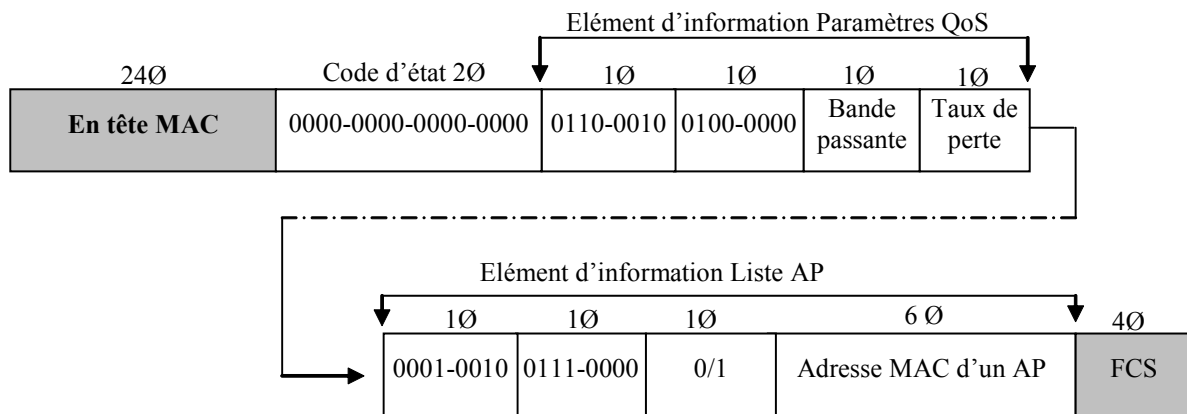 Elément d'information Paramètres QoS
24Ø
Code d'état 2Ø
1Ø
1Ø
1Ø
1Ø
En tête MAC
0000-0000-0000-0000
0110-0010
0100-0000
Bande
passante
Taux de
perte
Elément d'information Liste AP
1Ø
1Ø
1Ø
6 Ø
4Ø
0001-0010
0111-0000
0/1
Adresse MAC d'un AP
FCS